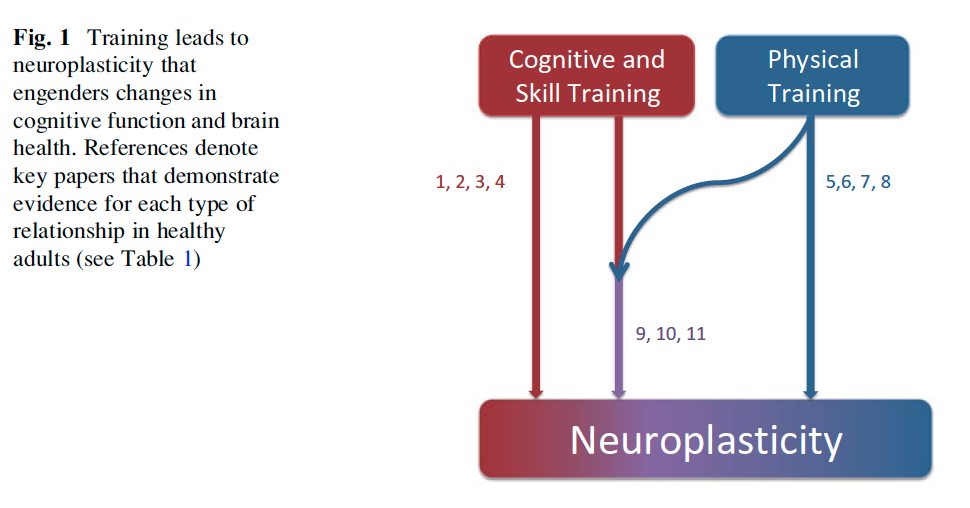 Fig. 1 Training leads to
neuroplasticity that
engenders changes in
cognitive function and brain
health. References denote
key papers that demonstrate
evidence for each type of
relationship in healthy
adults (see Table 1)
Cognitive and
Skill Training
Physical
Training
1, 2, 3, 4
5,6, 7, 8
9, 10, 11
Neuroplasticity